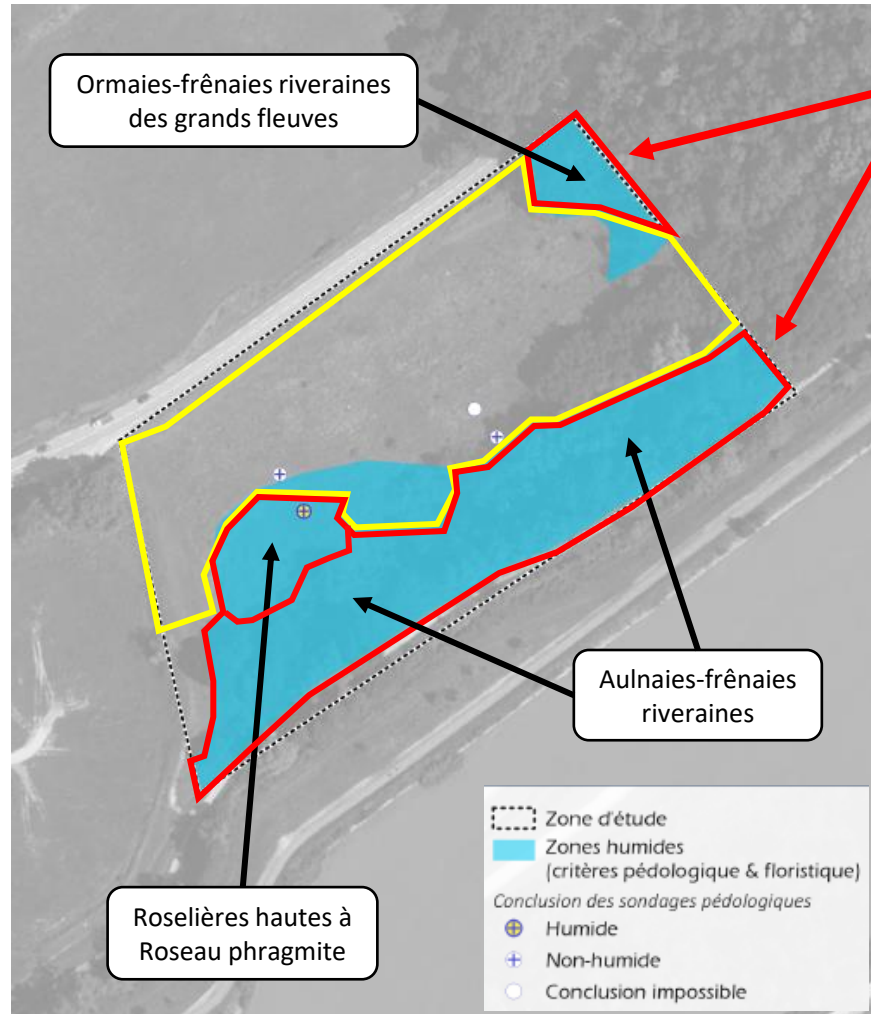 Ormaies-frênaies riveraines
des grands fleuves
Aulnaies-frênaies
riveraines
Roselières hautes à
Roseau phragmite
Zone d'étude
Zones humides
(critères pédologique & floristique)
Conclusion des sondages pédologiques
Humide
Non-humide
Conclusion impossible